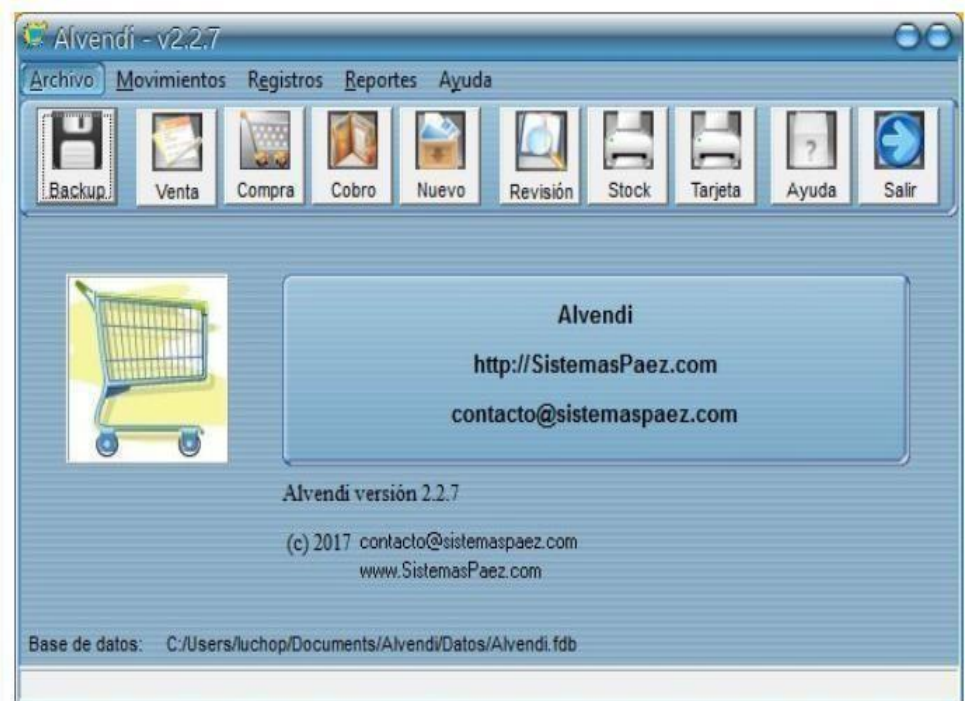 Alvendi - v2.2.7
Archivo Movimientos Registros Reportes Ayuda
Backup Venta Compra Cobro Nuevo Revisión Stock Tarjeta Ayuda Salir
Alvendi
http://SistemasPaez.com
contacto@sistemaspaez.com
Alvendi versión 2.2.7
(c) 2017 contacto@sistemaspaez.com
www.SistemasPaez.com
Base de datos: C:/Users/luchop/Documents/Alvendi/Datos/Alvendi.fdb